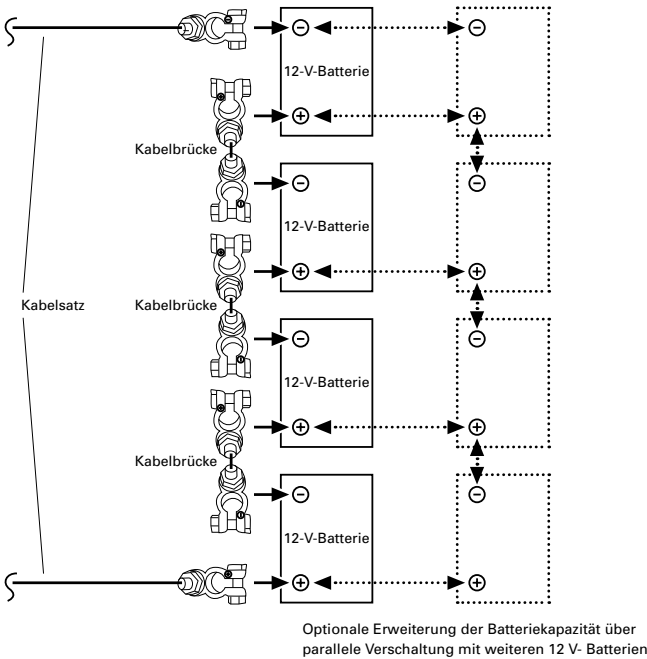 12-V-Batterie
Kabelbrücke
12-V-Batterie
Kabelsatz
Kabelbrücke
12-V-Batterie
Kabelbrücke
12-V-Batterie
Optionale Erweiterung der Batteriekapazität über
parallele Verschaltung mit weiteren 12 V- Batterien